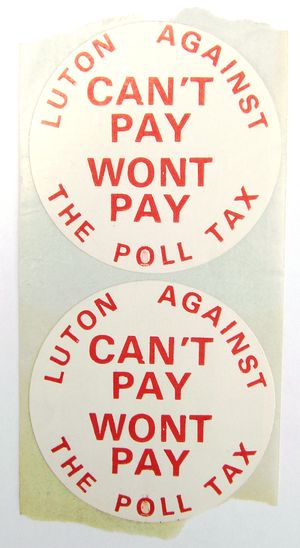 LUTON AGAINST
CAN'T
PAY
WONT
PAY
THE POLL TAX
LUTON AGAINST
CAN'T
PAY
WONT
PAY
THE POLL TAX